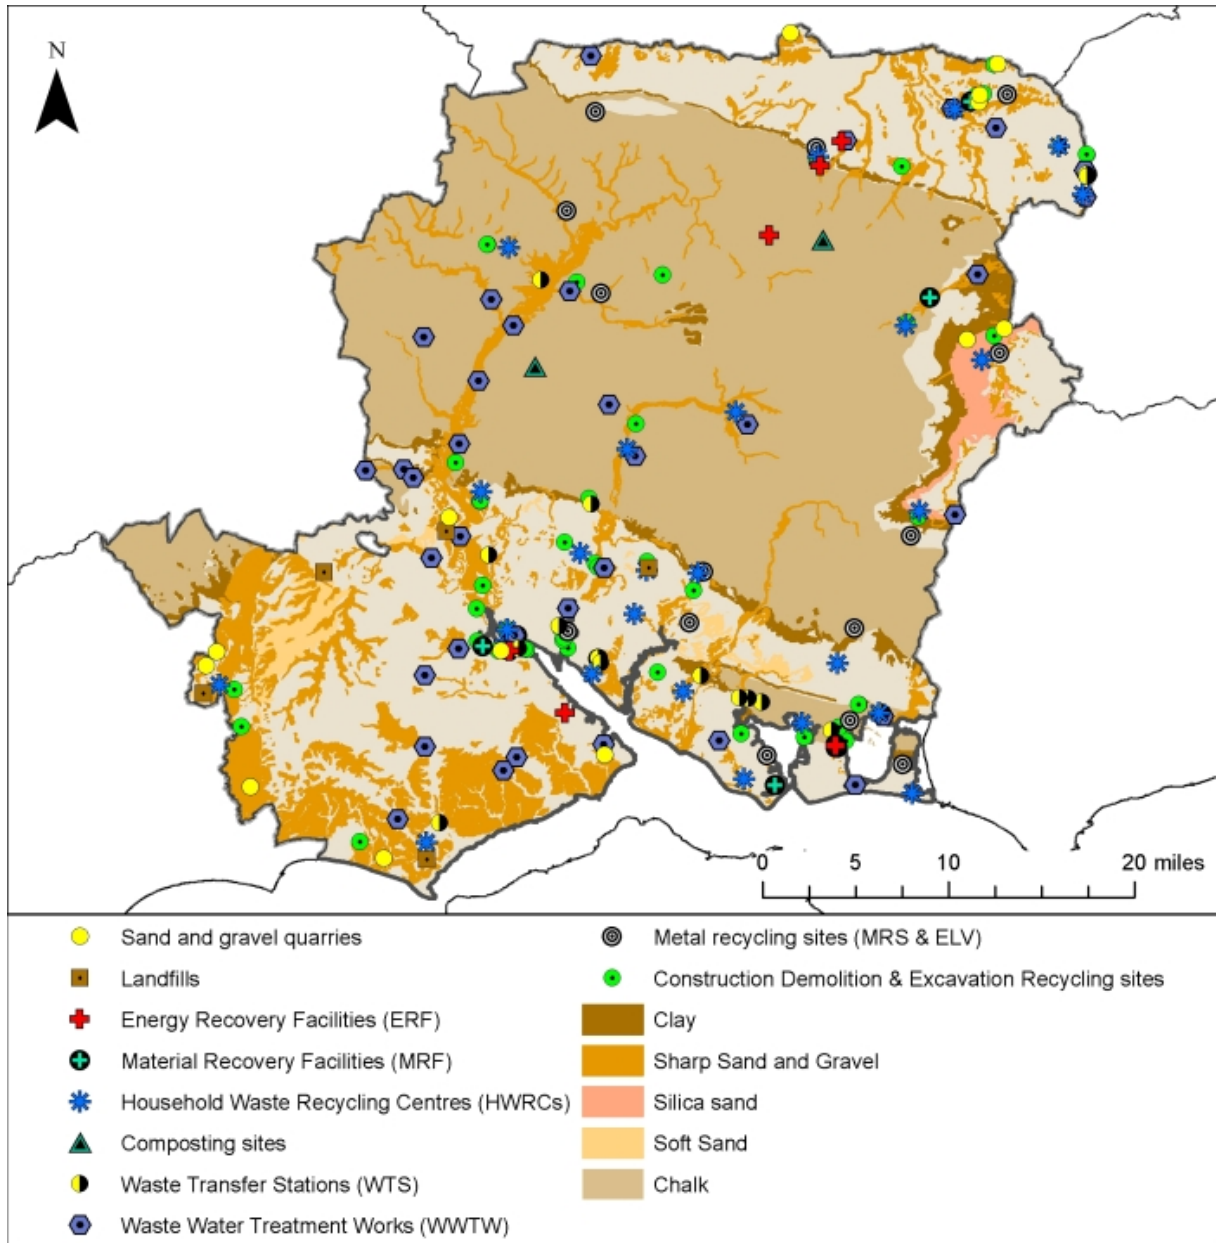 N
0 5 10 20 miles
Sand and gravel quarries
Landfills
Energy Recovery Facilities (ERF)
Material Recovery Facilities (MRF)
Household Waste Recycling Centres (HWRCs)
Composting sites
Waste Transfer Stations (WTS)
Waste Water Treatment Works (WWTW)
Metal recycling sites (MRS & ELV)
Construction Demolition & Excavation Recycling sites
Clay
Sharp Sand and Gravel
Silica sand
Soft Sand
Chalk